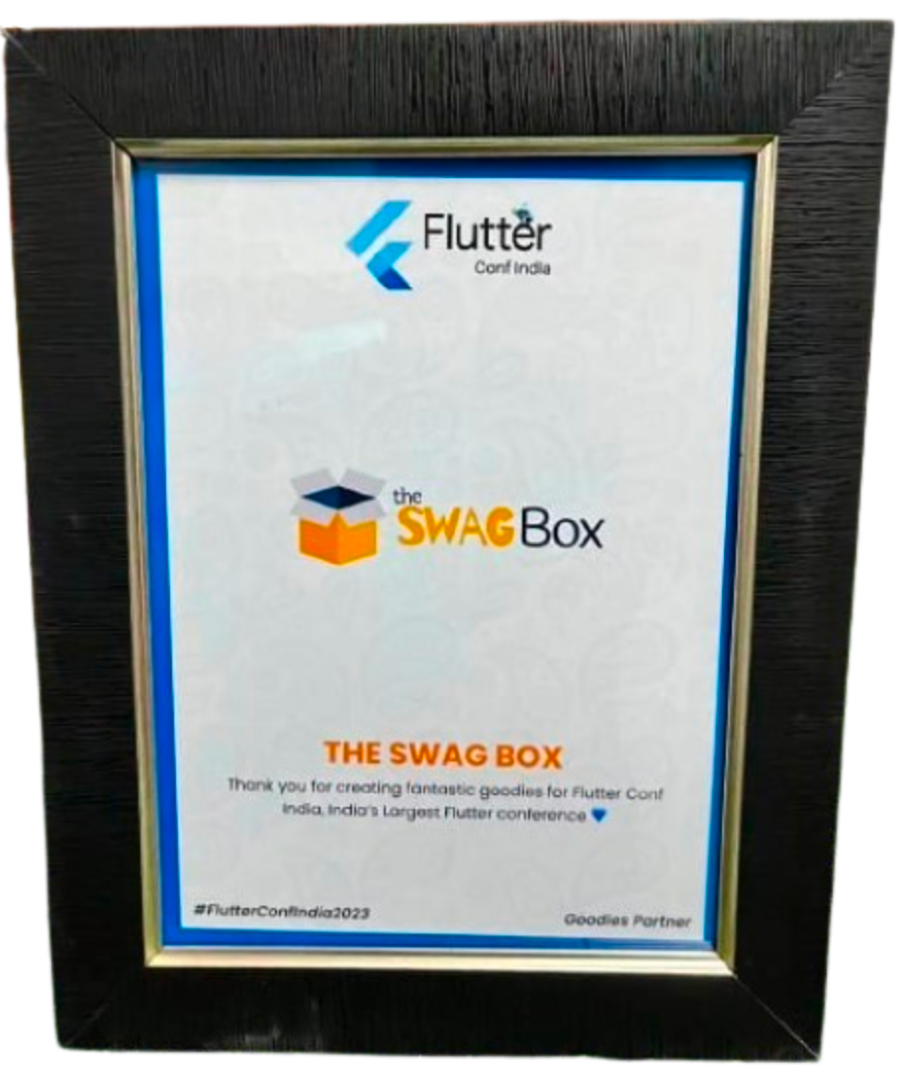 Flutter
Conf India
the
SWAG Box
THE SWAG BOX
Thank you for creating fantastic goodies for Flutter Conf
India, India's Largest Flutter conference 💙
#FlutterConfIndia2023
Goodies Partner